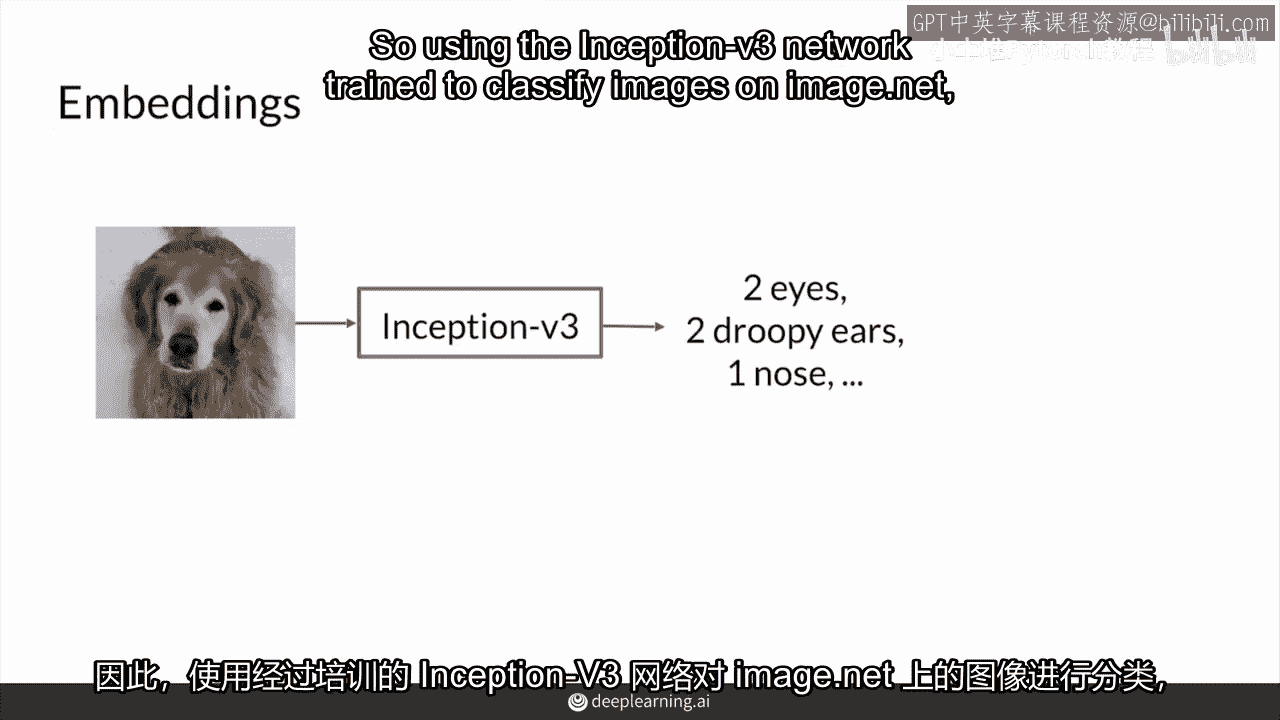 GPT中英字幕课程资源@bilibili.com
So using the Inception-v3 network
trained to classify images on image.net,
Embeddings
Inception-v3
2 eyes,
2 droopy ears,
1 nose, ...
因此，使用经过培训的 Inception-V3 网络对 image.net 上的图像进行分类，
deeplearning.ai